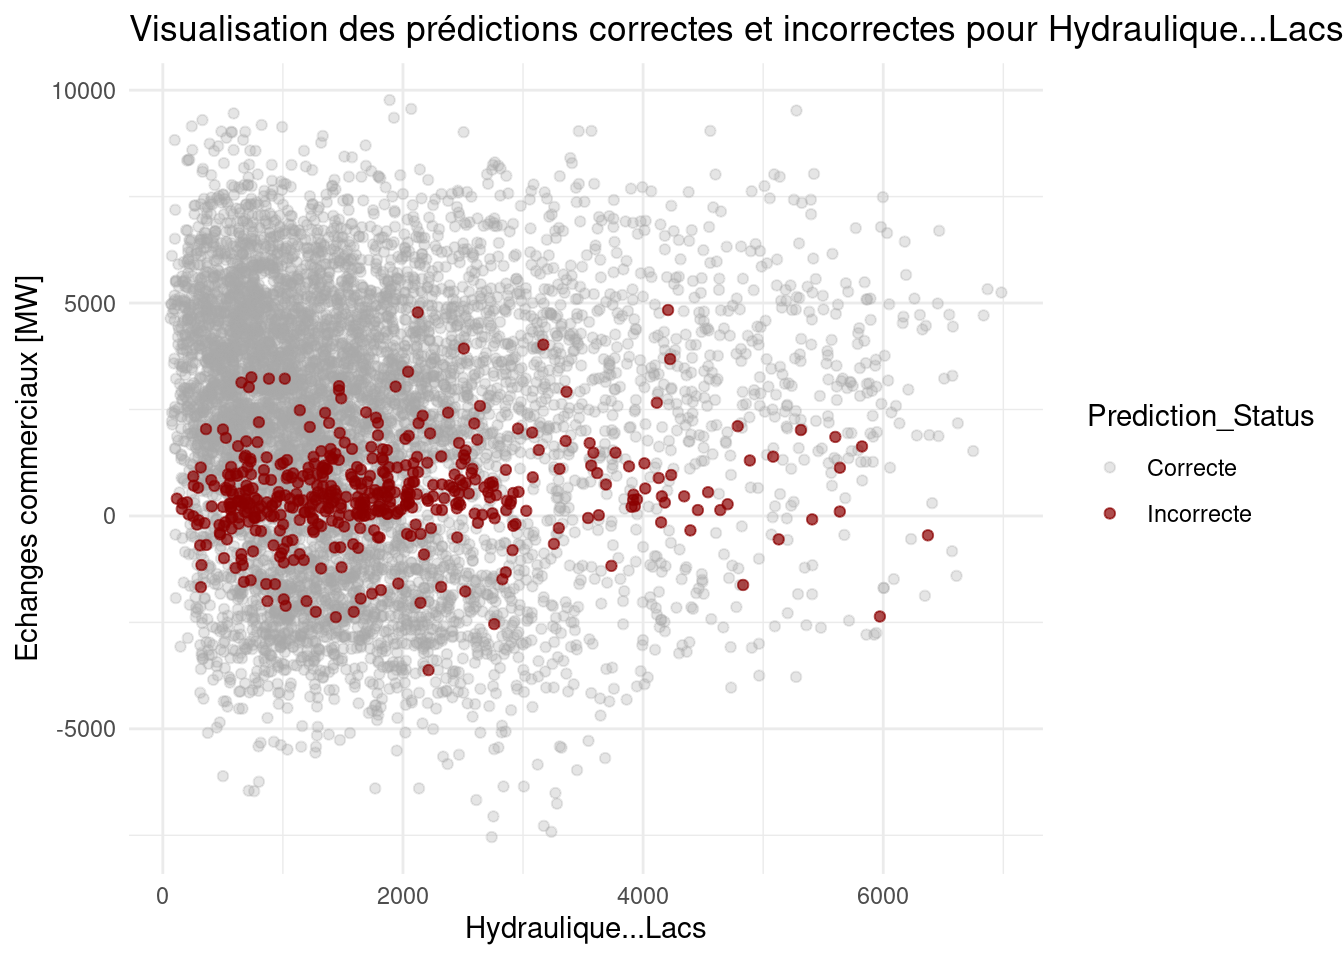 Visualisation des prédictions correctes et incorrectes pour Hydraulique...Lacs
10000
5000
0
-5000
Echanges commerciaux [MW]
0
2000
4000
6000
Hydraulique...Lacs
Prediction_Status
Correcte
Incorrecte